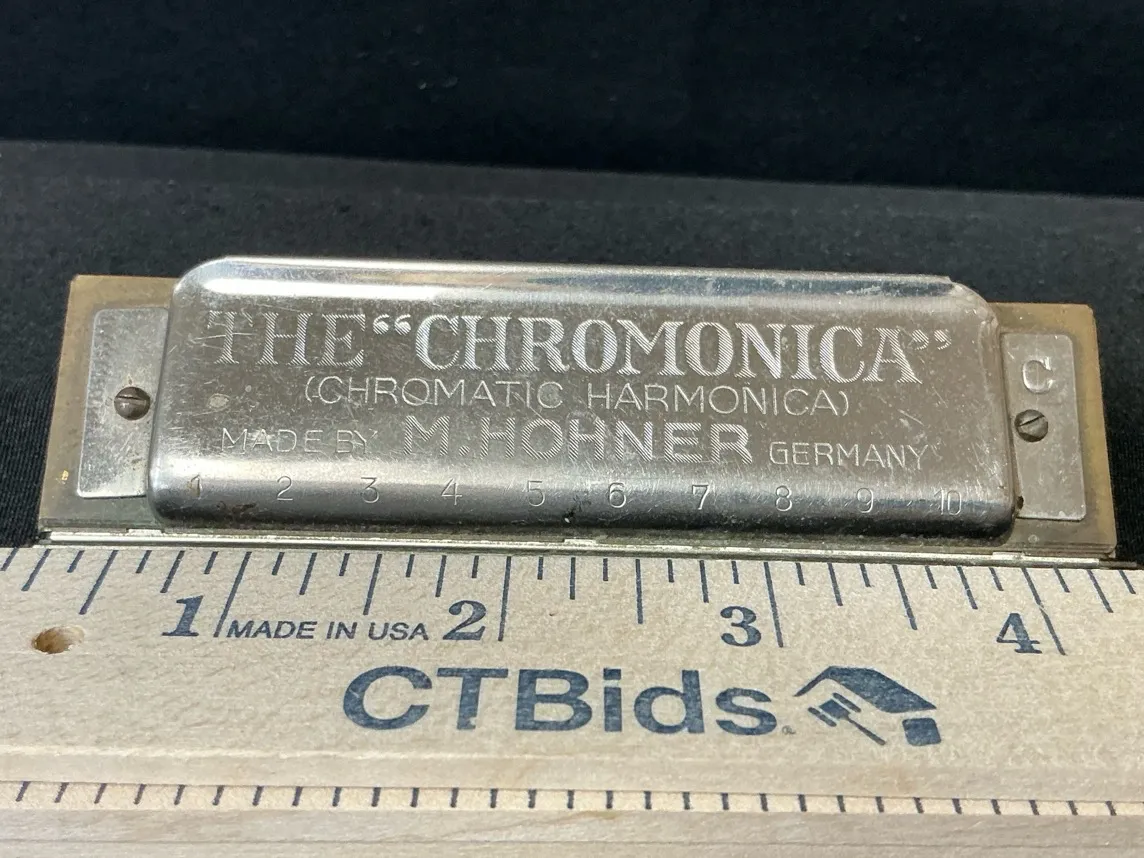 THE "CHROMONICA"
(CHROMATIC HARMONICA)
C
MADE BY M. HOHNER GERMANY
1 2 3 4 5 6 7 8 9 10
1 MADE IN USA 2 3 4
CTBids